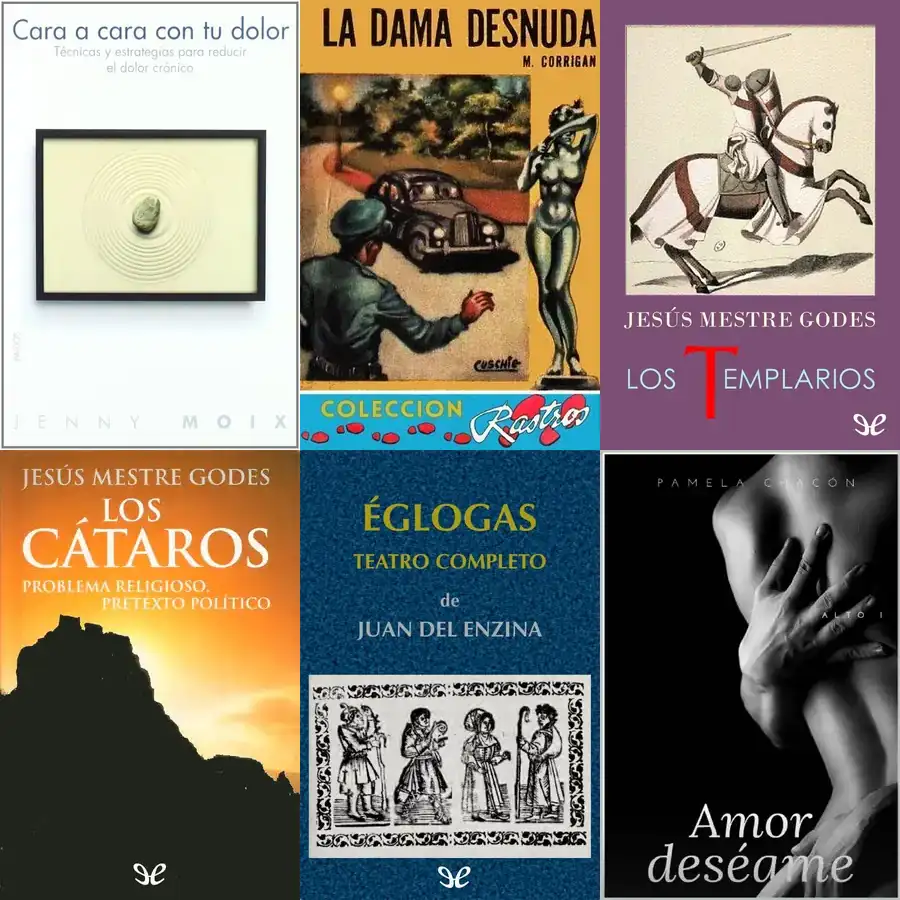 Cara a cara con tu dolor
Técnicas y estrategias para reducir
el dolor crónico
JENNY MOIX
LA DAMA DESNUDA
M. CORRIGAN
CUSCHIE
COLECCION
Rastros
JESÚS MESTRE GODES
LOS TEMPLARIOS
JESÚS MESTRE GODES
LOS
CÁTAROS
PROBLEMA RELIGIOSO,
PRETEXTO POLÍTICO
ÉGLOGAS
TEATRO COMPLETO
de
JUAN DEL ENZINA
PAMELA CHACÓN
ALTO I
Amor
deséame